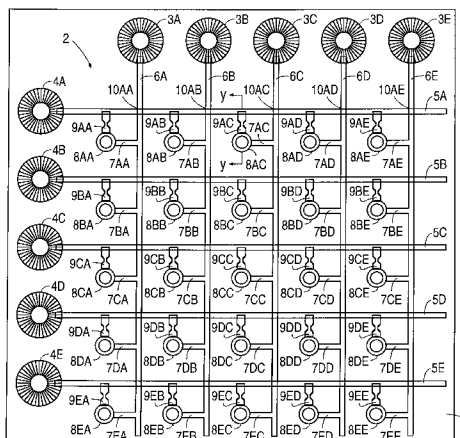 3A 3B 3C 3D 3E
2
6A 6B 6C 6D 6E
4A
10AA 10AB 10AC 10AD 10AE
y
5A
9AA 9AB 9AC 7AC 9AD 9AE
4B
8AA 7AA 8AB 7AB y 8AC 8AD 7AD 7AE
5B
9BA 9BB 9BC 9BD 9BE
4C
8BA 7BA 8BB 7BB 8BC 7BC 8BD 7BD 8BE 7BE
5C
9CA 9CB 9CC 9CD 9CE
4D
8CA 7CA 8CB 7CB 8CC 7CC 8CD 7CD 8CE 7CE
5D
9DA 9DB 9DC 9DD 9DE
4E
8DA 7DA 8DB 7DB 8DC 7DC 8DD 7DD 8DE 7DE
5E
9EA 9EB 9EC 9ED 9EE
8EA 7EA 8EB 7EB 8EC 7EC 8ED 7ED 8EE 7EE